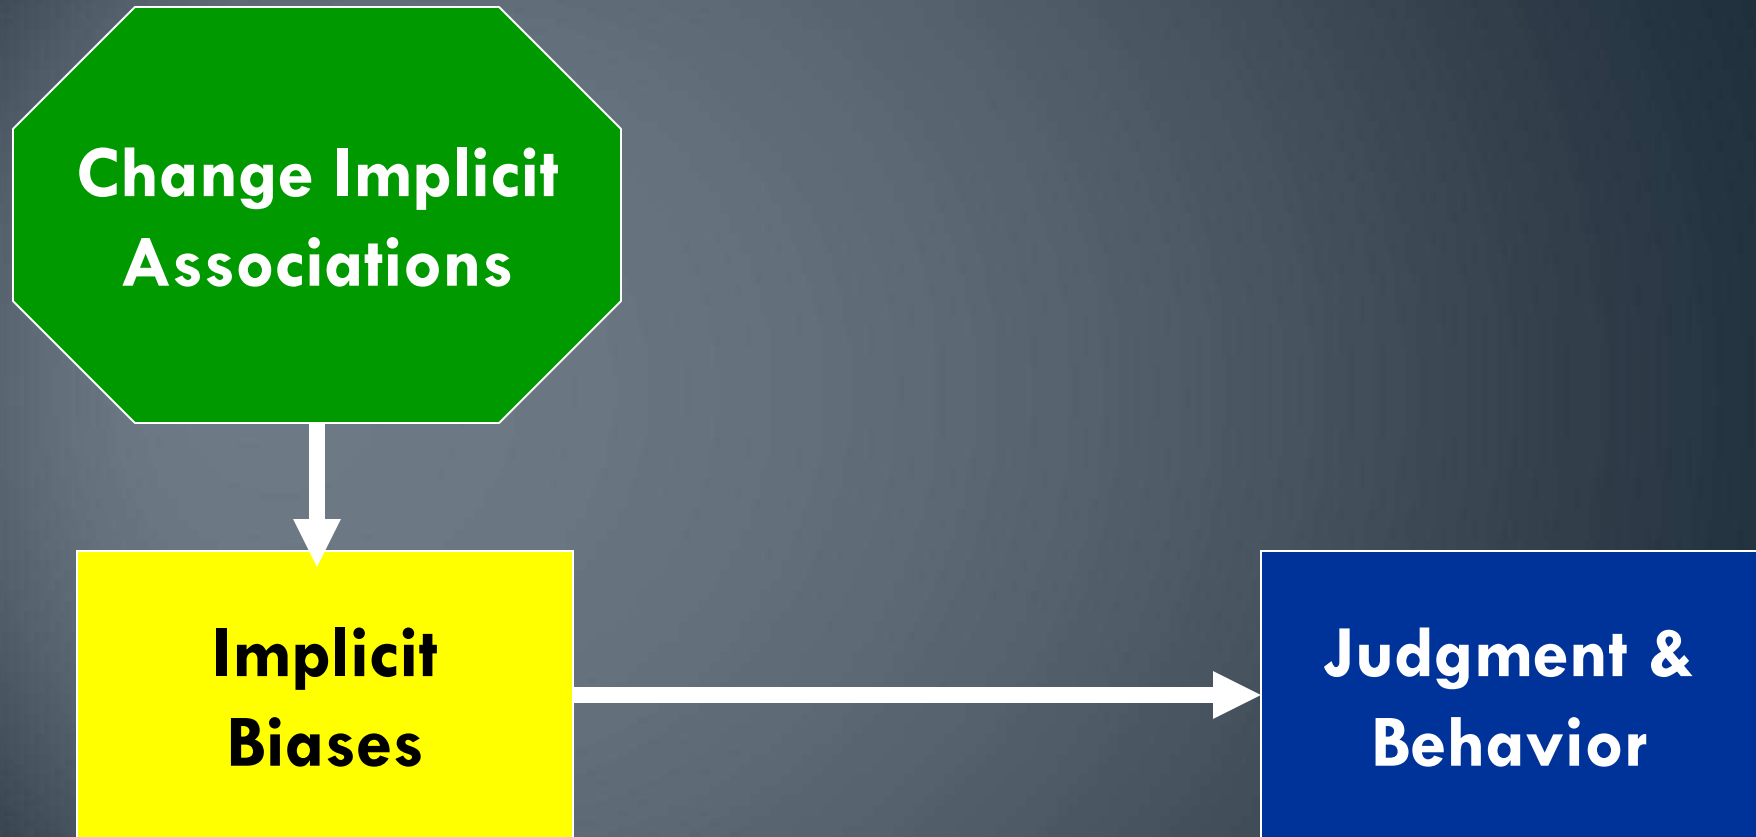 Change Implicit
Associations
Implicit
Biases
Judgment &
Behavior